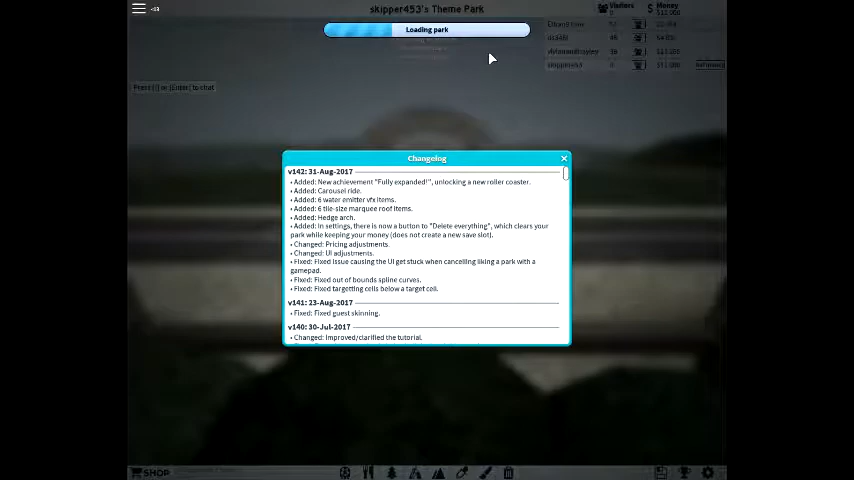 -13
skipper453's Theme Park
Visitors
Money
Loading park
Press [/] or [Enter] to chat
Changelog
v142: 31-Aug-2017
• Added: New achievement "Fully expanded!", unlocking a new roller coaster.
• Added: Carousel ride.
• Added: 6 water emitter vfx items.
• Added: 6 tile-size marquee roof items.
• Added: Hedge arch.
• Added: In settings, there is now a button to "Delete everything", which clears your
park while keeping your money (does not create a new save slot).
• Changed: Pricing adjustments.
• Changed: UI adjustments.
• Fixed: Fixed issue causing the UI get stuck when cancelling liking a park with a
gamepad.
• Fixed: Fixed out of bounds spline curves.
• Fixed: Fixed targetting cells below a target cell.
v141: 23-Aug-2017
• Fixed: Fixed guest skinning.
v140: 30-Jul-2017
• Changed: Improved/clarified the tutorial.
SHOP